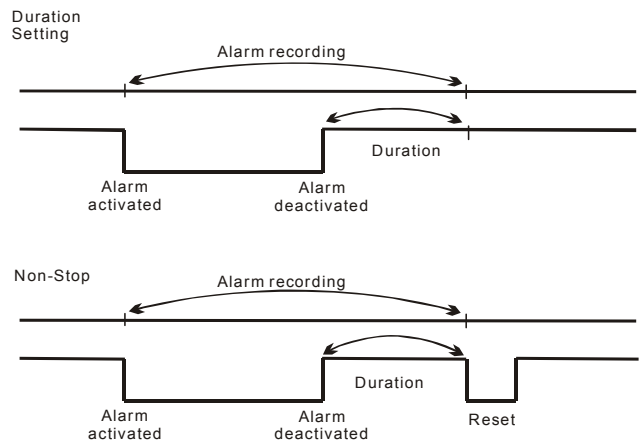 Duration
Setting
Alarm recording
Duration
Alarm
activated
Alarm
deactivated
Non-Stop
Alarm recording
Duration
Alarm
activated
Alarm
deactivated
Reset